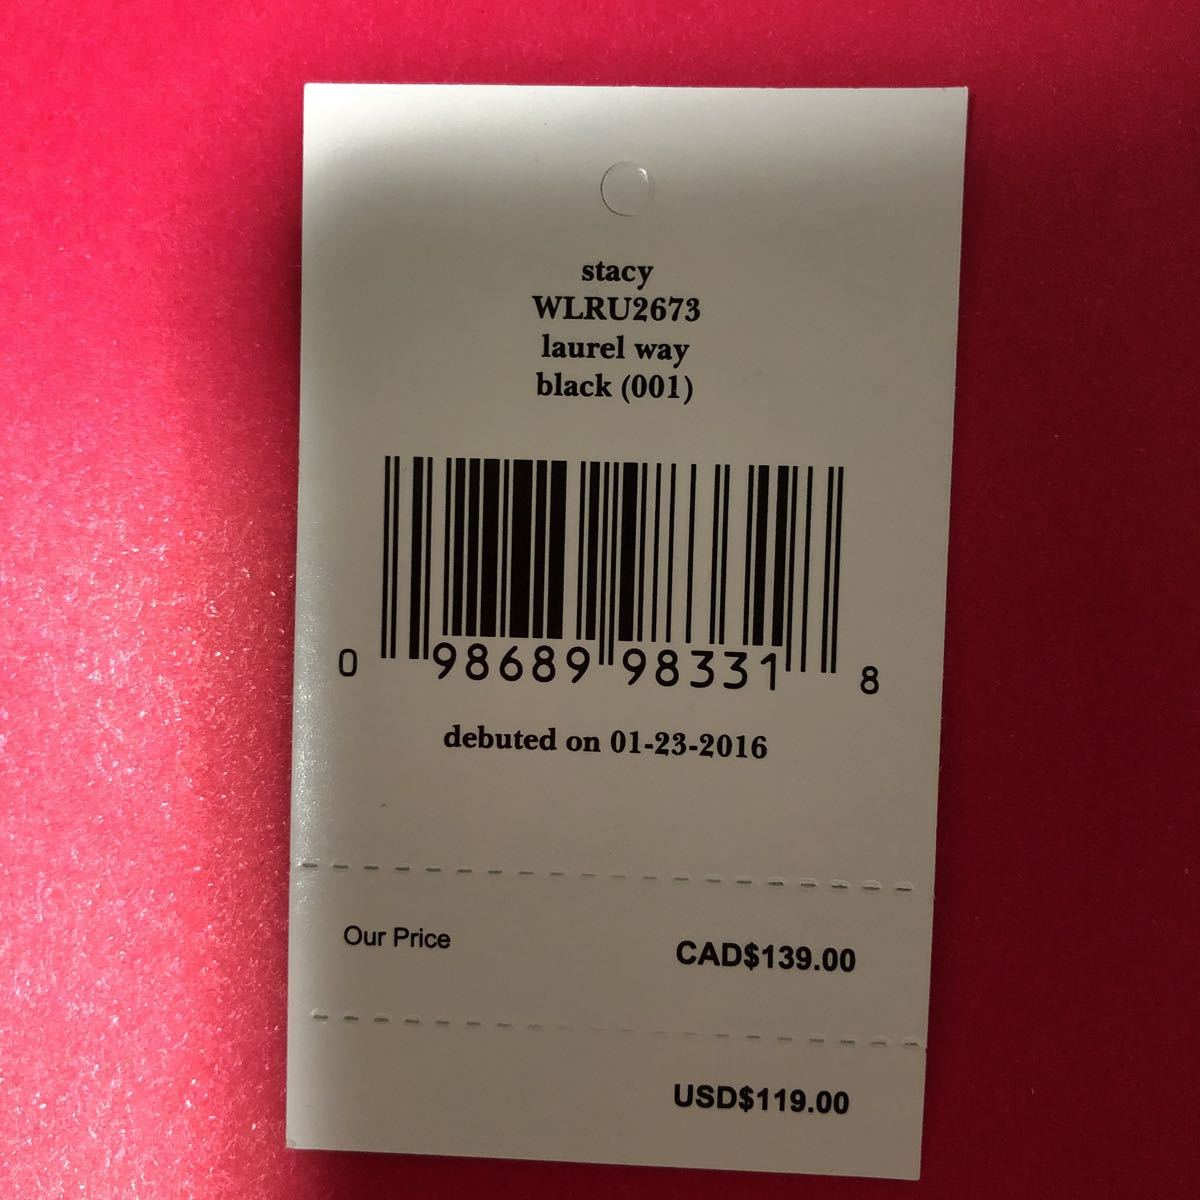 stacy
WLRU2673
laurel way
black (001)
0 98689 98331 8
debuted on 01-23-2016
Our Price CAD$139.00
USD$119.00